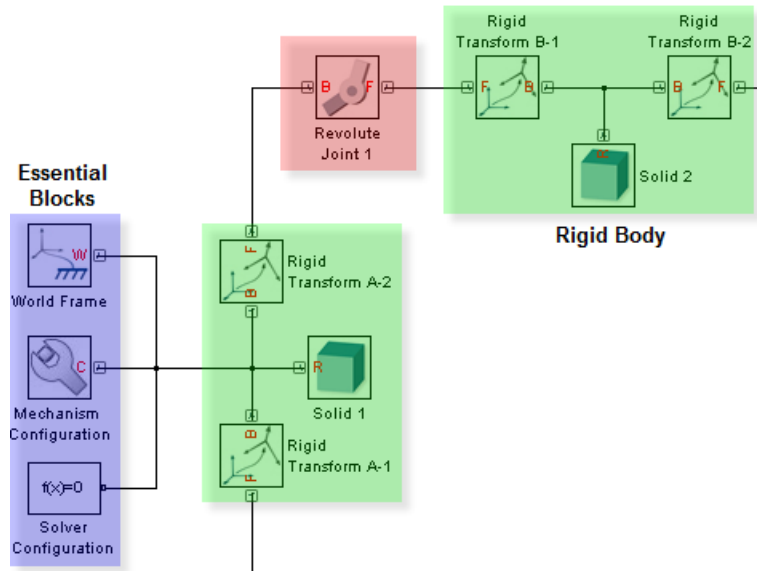 Rigid
Transform B-1
Rigid
Transform B-2
B
F
F
B
B
F
Revolute
Joint 1
R
Solid 2
Rigid Body
Essential
Blocks
W
World Frame
F
B
Rigid
Transform A-2
C
Mechanism
Configuration
R
Solid 1
B
F
Rigid
Transform A-1
f(x)=0
Solver
Configuration